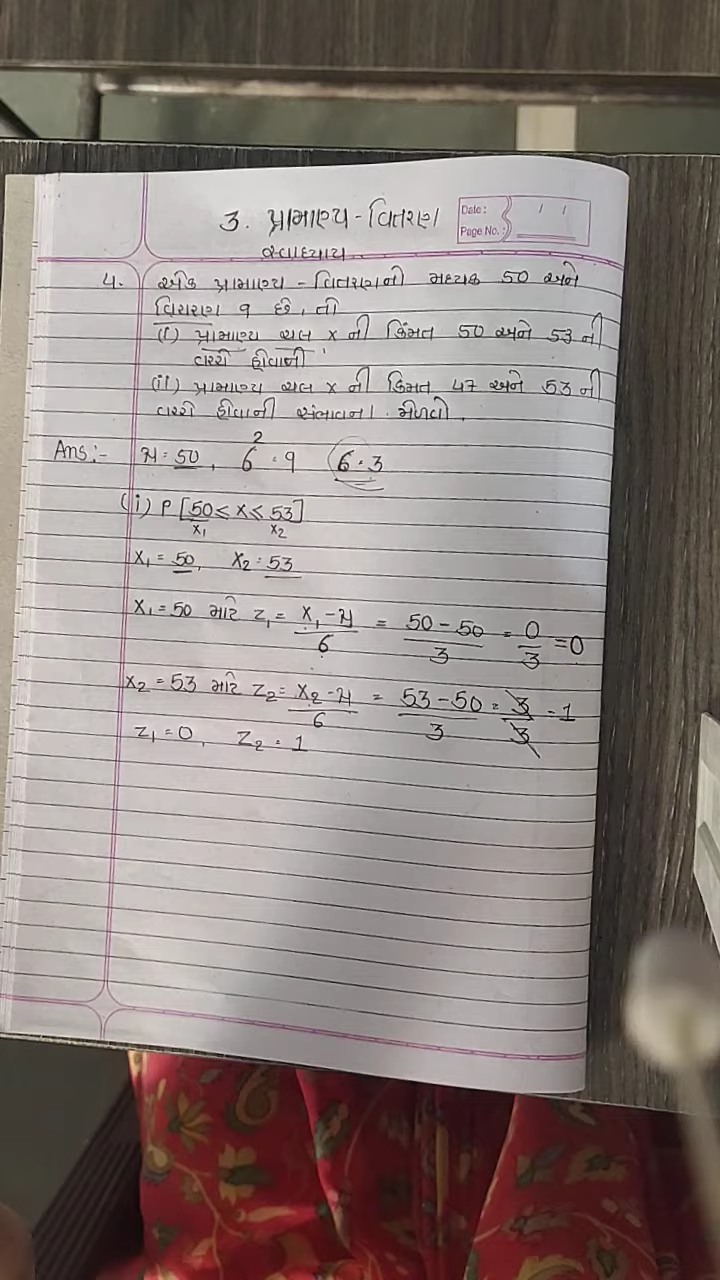 3. પ્રામાણ્ય - વિતરણ
Date : / /
Page No. :
સ્વાધ્યાય
4. એક પ્રામાણ્ય - વિતરણનો મધ્યક 50 અને
વિચરણ 9 છે, તો
(i) પ્રામાણ્ય ચલ x ની કિંમત 50 અને 53 ની
વચ્ચે હોવાની
(ii) પ્રામાણ્ય ચલ x ની કિંમત 47 અને 53 ની
વચ્ચે હોવાની સંભાવના મેળવો.
Ans :- μ = 50, σ² = 9 σ = 3
(i) P [50 ≤ x ≤ 53]
x₁ x₂
x₁ = 50, x₂ = 53
x₁ = 50 માટે z₁ = x₁ - μ / σ = 50 - 50 / 3 = 0 / 3 = 0
x₂ = 53 માટે z₂ = x₂ - μ / σ = 53 - 50 / 3 = 3 / 3 = 1
z₁ = 0, z₂ = 1